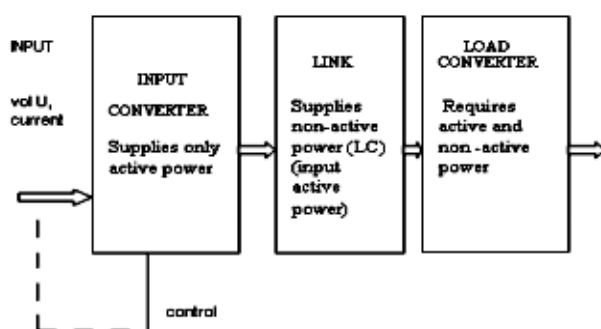 INPUT
vol U,
current
INPUT
CONVERTER
Supplies only
active power
LINK
Supplies
non-active
power (LC)
(input
active
power)
LOAD
CONVERTER
Requires
active and
non -active
power
control